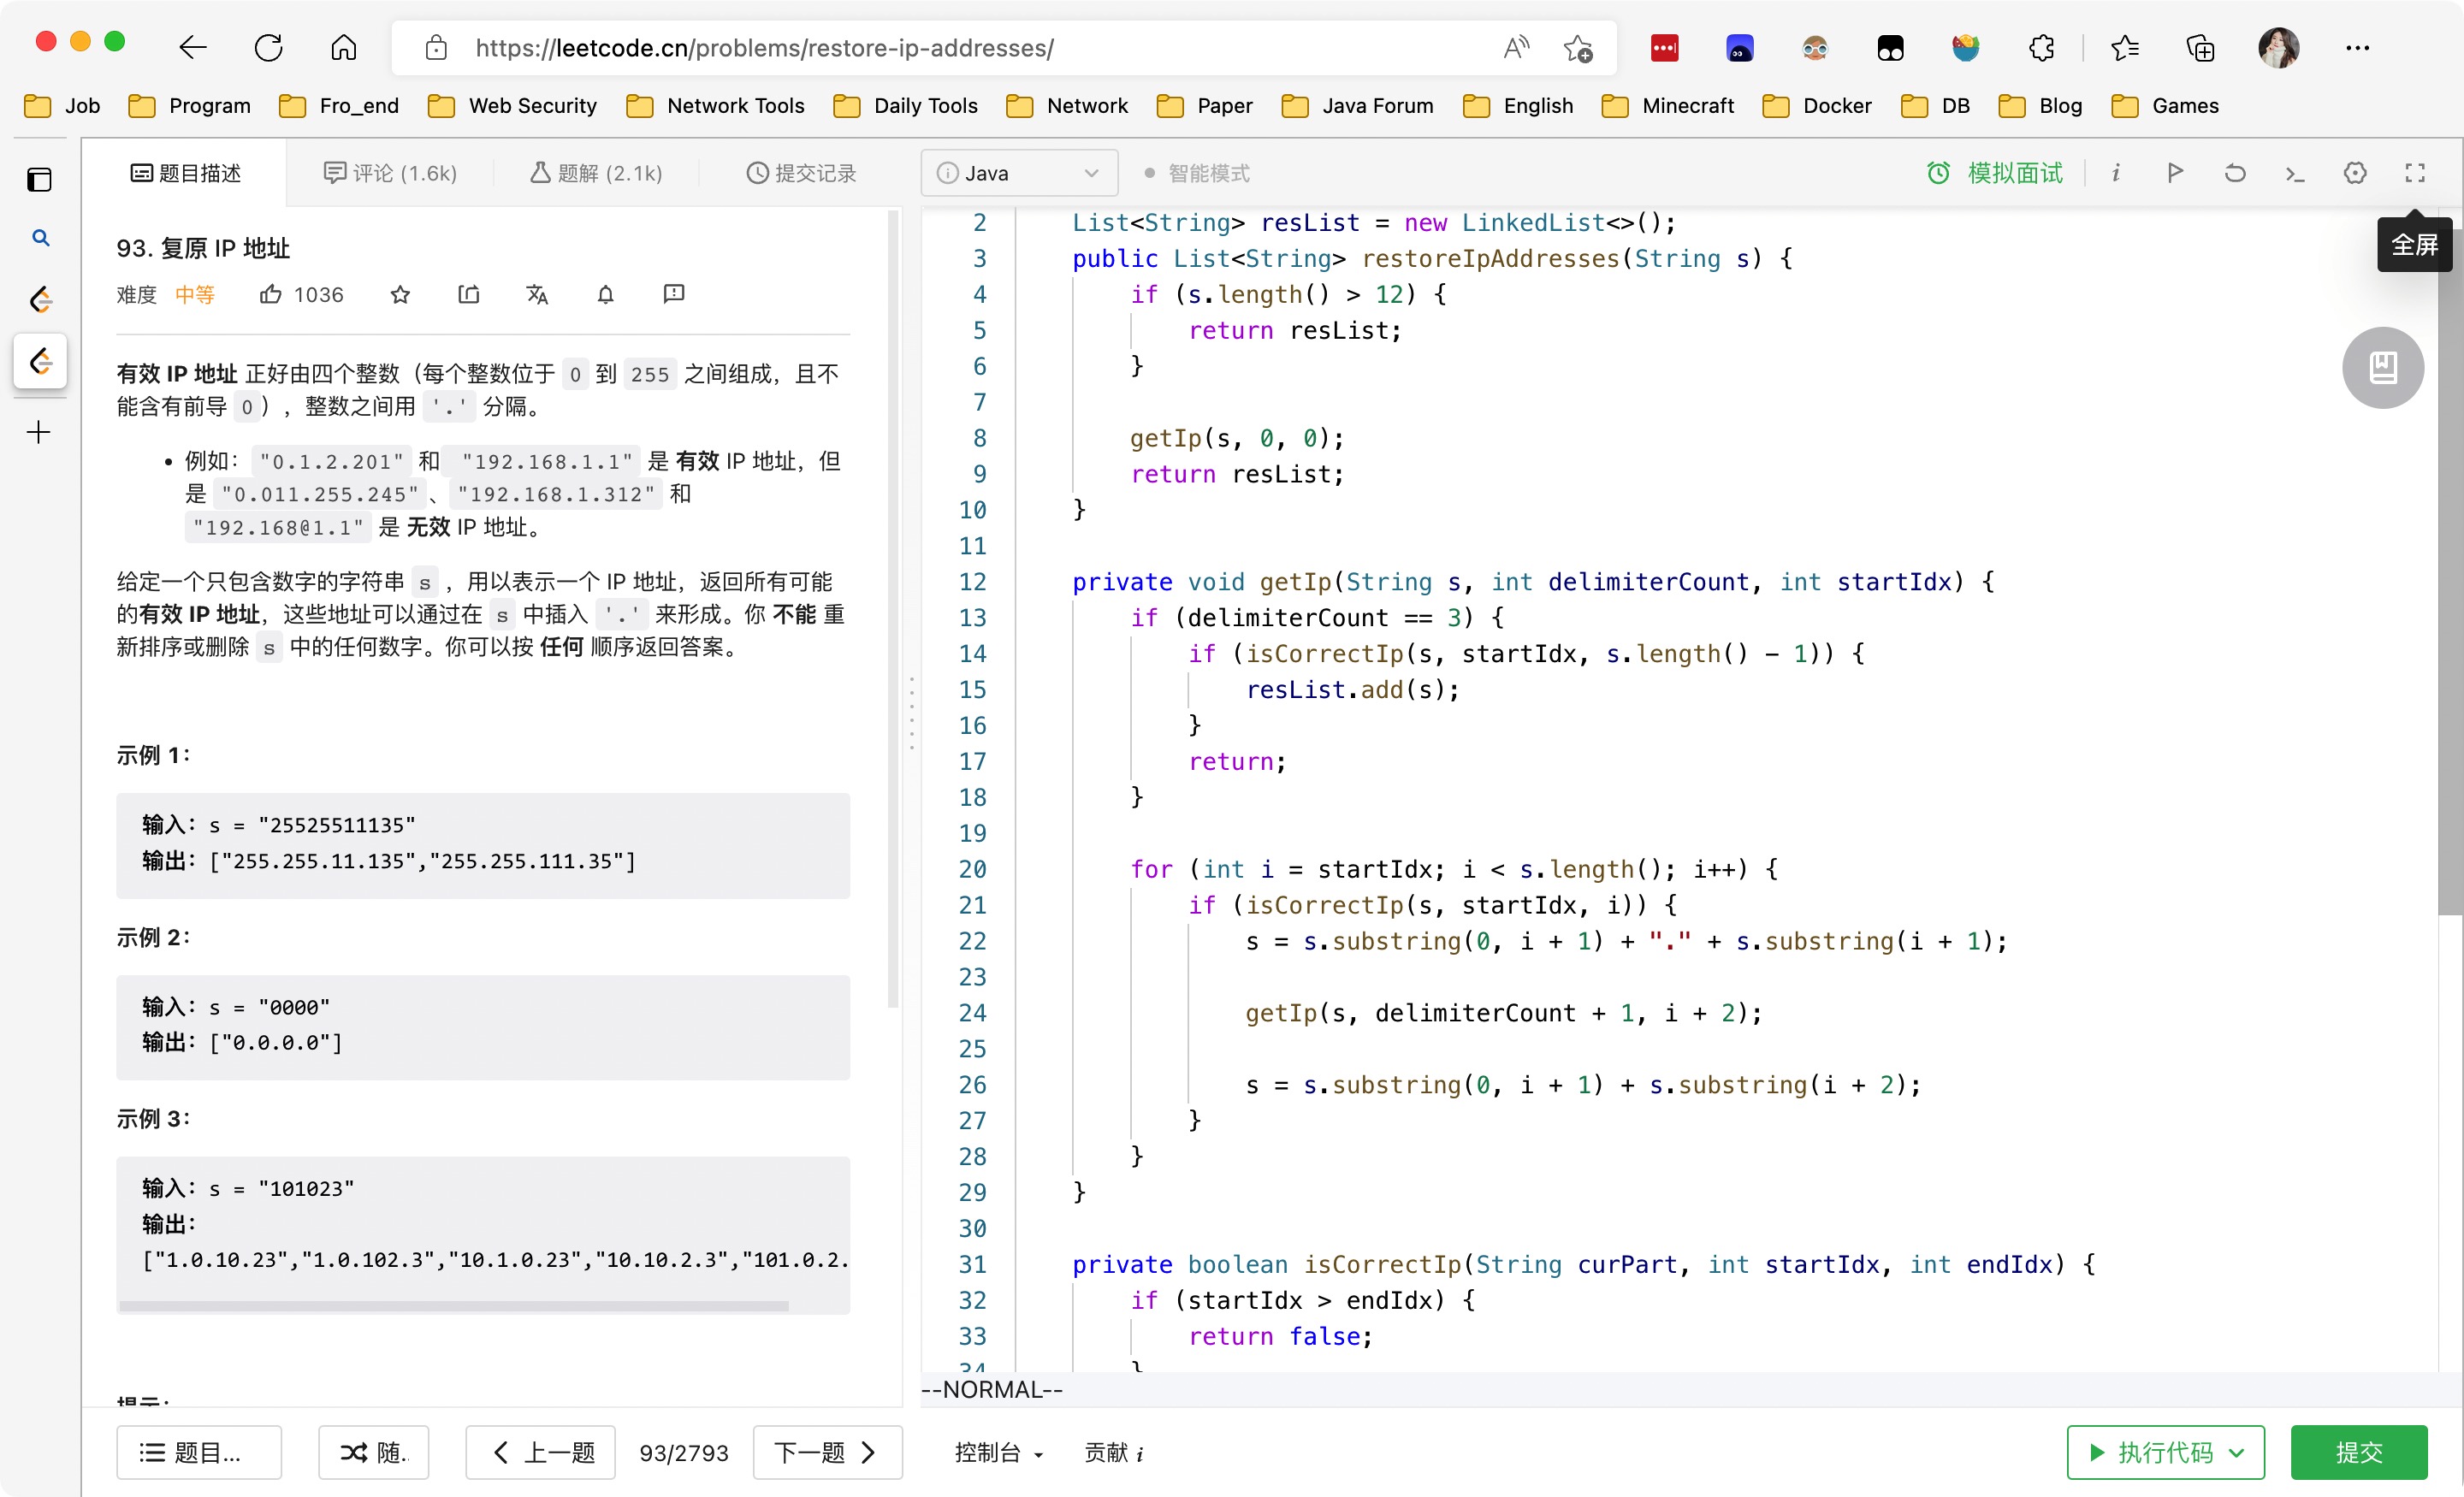 https://leetcode.cn/problems/restore-ip-addresses/
Job Program Fro_end Web Security Network Tools Daily Tools Network Paper Java Forum English Minecraft Docker DB Blog Games
题目描述 评论 (1.6k) 题解 (2.1k) 提交记录
Java 智能模式 模拟面试
全屏
93. 复原 IP 地址
难度 中等 1036
有效 IP 地址 正好由四个整数（每个整数位于 0 到 255 之间组成，且不
能含有前导 0），整数之间用 '.' 分隔。
• 例如："0.1.2.201" 和 "192.168.1.1" 是 有效 IP 地址，但
是 "0.011.255.245"、"192.168.1.312" 和
"192.168@1.1" 是 无效 IP 地址。
给定一个只包含数字的字符串 s ，用以表示一个 IP 地址，返回所有可能
的有效 IP 地址，这些地址可以通过在 s 中插入 '.' 来形成。你 不能 重
新排序或删除 s 中的任何数字。你可以按 任何 顺序返回答案。
示例 1：
输入：s = "25525511135"
输出：["255.255.11.135","255.255.111.35"]
示例 2：
输入：s = "0000"
输出：["0.0.0.0"]
示例 3：
输入：s = "101023"
输出：
["1.0.10.23","1.0.102.3","10.1.0.23","10.10.2.3","101.0.2.
提示：
2 List<String> resList = new LinkedList<>();
3 public List<String> restoreIpAddresses(String s) {
4 if (s.length() > 12) {
5 return resList;
6 }
7
8 getIp(s, 0, 0);
9 return resList;
10 }
11
12 private void getIp(String s, int delimiterCount, int startIdx) {
13 if (delimiterCount == 3) {
14 if (isCorrectIp(s, startIdx, s.length() - 1)) {
15 resList.add(s);
16 }
17 return;
18 }
19
20 for (int i = startIdx; i < s.length(); i++) {
21 if (isCorrectIp(s, startIdx, i)) {
22 s = s.substring(0, i + 1) + "." + s.substring(i + 1);
23
24 getIp(s, delimiterCount + 1, i + 2);
25
26 s = s.substring(0, i + 1) + s.substring(i + 2);
27 }
28 }
29 }
30
31 private boolean isCorrectIp(String curPart, int startIdx, int endIdx) {
32 if (startIdx > endIdx) {
33 return false;
34 }
--NORMAL--
题目... 随. 上一题 93/2793 下一题 控制台 贡献 i 执行代码 提交